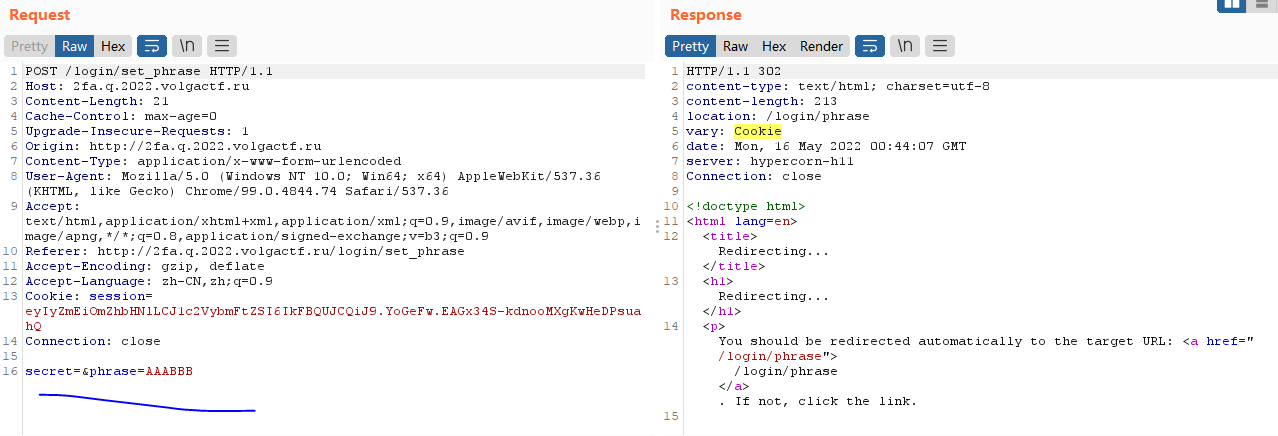 Request
Pretty Raw Hex \n
1 POST /login/set_phrase HTTP/1.1
2 Host: 2fa.q.2022.volgactf.ru
3 Content-Length: 21
4 Cache-Control: max-age=0
5 Upgrade-Insecure-Requests: 1
6 Origin: http://2fa.q.2022.volgactf.ru
7 Content-Type: application/x-www-form-urlencoded
8 User-Agent: Mozilla/5.0 (Windows NT 10.0; Win64; x64) AppleWebKit/537.36
(KHTML, like Gecko) Chrome/99.0.4844.74 Safari/537.36
9 Accept:
text/html,application/xhtml+xml,application/xml;q=0.9,image/avif,image/webp,i
mage/apng,*/*;q=0.8,application/signed-exchange;v=b3;q=0.9
10 Referer: http://2fa.q.2022.volgactf.ru/login/set_phrase
11 Accept-Encoding: gzip, deflate
12 Accept-Language: zh-CN,zh;q=0.9
13 Cookie: session=
eyIyZmEiOmZhbHNlLCJ1c2VybmFtZSI6IkFBQUJCQiJ9.YoGeFw.EAGx34S-kdnooMXgKwHeDPsua
hQ
14 Connection: close
15
16 secret=&phrase=AAABBB
Response
Pretty Raw Hex Render \n
1 HTTP/1.1 302
2 content-type: text/html; charset=utf-8
3 content-length: 213
4 location: /login/phrase
5 vary: Cookie
6 date: Mon, 16 May 2022 00:44:07 GMT
7 server: hypercorn-h11
8 Connection: close
9
10 <!doctype html>
11 <html lang=en>
12 <title>
Redirecting...
</title>
13 <h1>
Redirecting...
</h1>
14 <p>
You should be redirected automatically to the target URL: <a href="
/login/phrase">
/login/phrase
</a>
. If not, click the link.
15